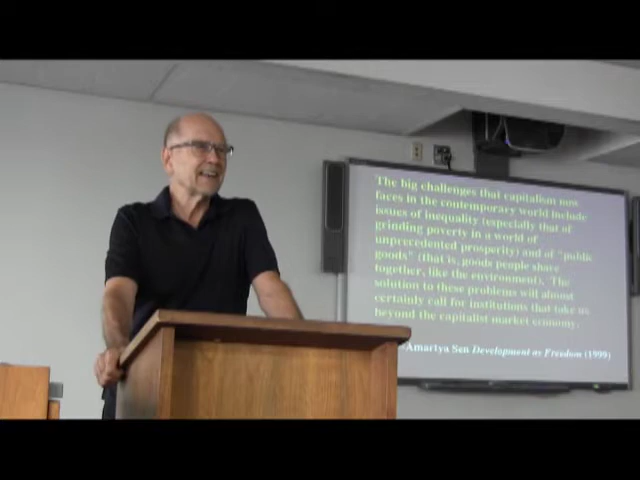 The big challenges that capitalism now
faces in the contemporary world include
issues of inequality (especially that of
grinding poverty in a world of
unprecedented prosperity) and of "public
goods" (that is, goods people share
together, like the environment). The
solution to these problems will almost
certainly call for institutions that take us
beyond the capitalist market economy.
--Amartya Sen Development as Freedom (1999)